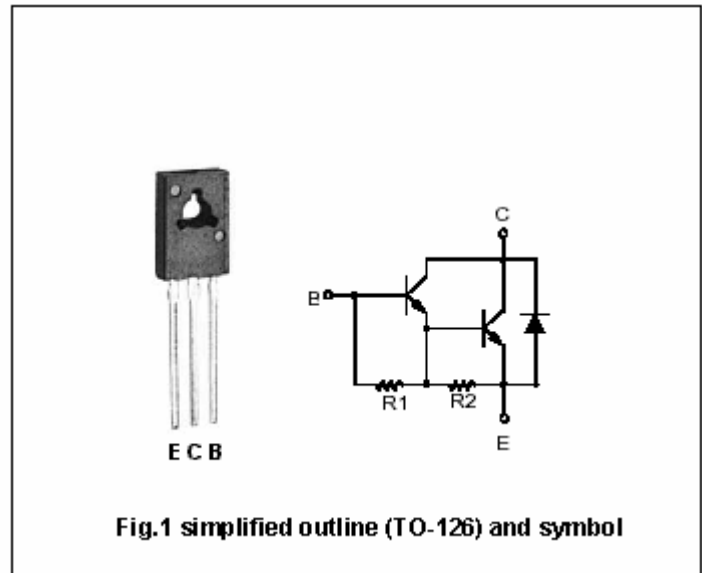 C
B
R1 R2
E
E C B
Fig.1 simplified outline (TO-126) and symbol